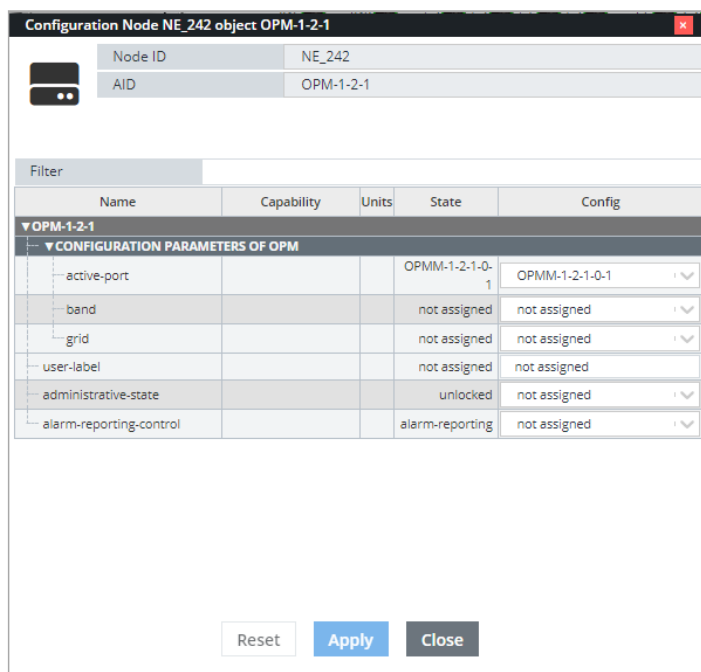 Configuration Node NE_242 object OPM-1-2-1
Node ID NE_242
AID OPM-1-2-1
Filter
Name Capability Units State Config
▼OPM-1-2-1
▼CONFIGURATION PARAMETERS OF OPM
active-port OPMM-1-2-1-0-1 OPMM-1-2-1-0-1
band not assigned not assigned
grid not assigned not assigned
user-label not assigned not assigned
administrative-state unlocked not assigned
alarm-reporting-control alarm-reporting not assigned
Reset Apply Close